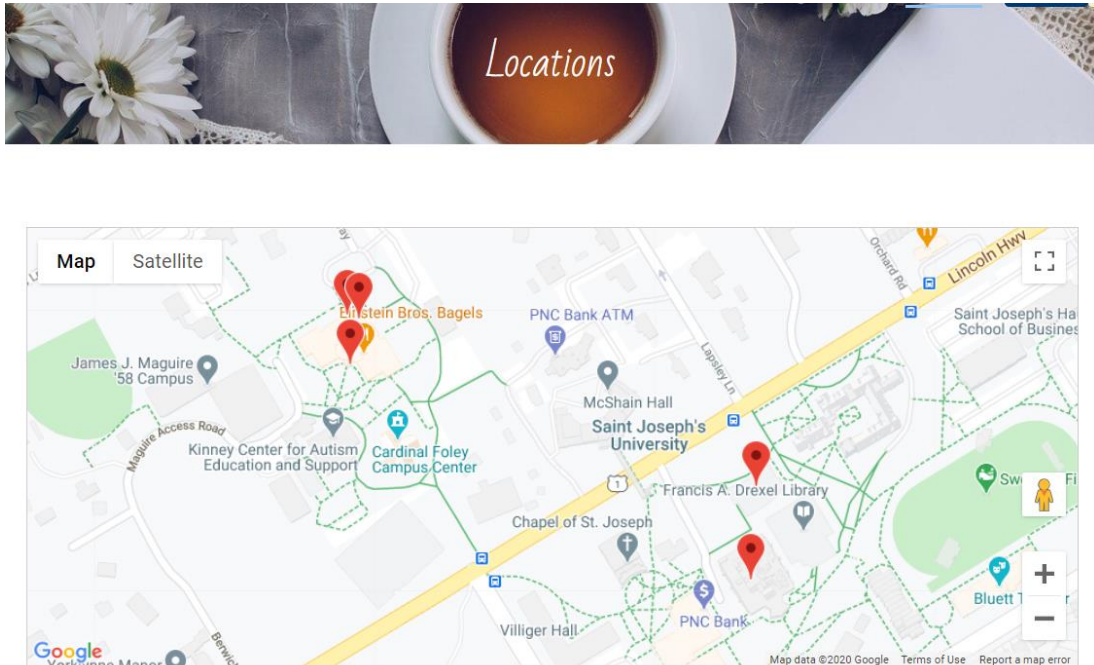 Locations
Map
Satellite
Lincoln Hwy
Orchard Rd
Einstein Bros. Bagels
PNC Bank ATM
Saint Joseph's Ha
School of Busines
James J. Maguire
'58 Campus
Lapsley Ln
McShain Hall
Saint Joseph's
University
Maguire Access Road
Kinney Center for Autism
Education and Support
Cardinal Foley
Campus Center
1
Francis A. Drexel Library
Chapel of St. Joseph
Bluett
Villiger Hall
PNC Bank
Google
Map data ©2020 Google
Terms of Use
Report a map error